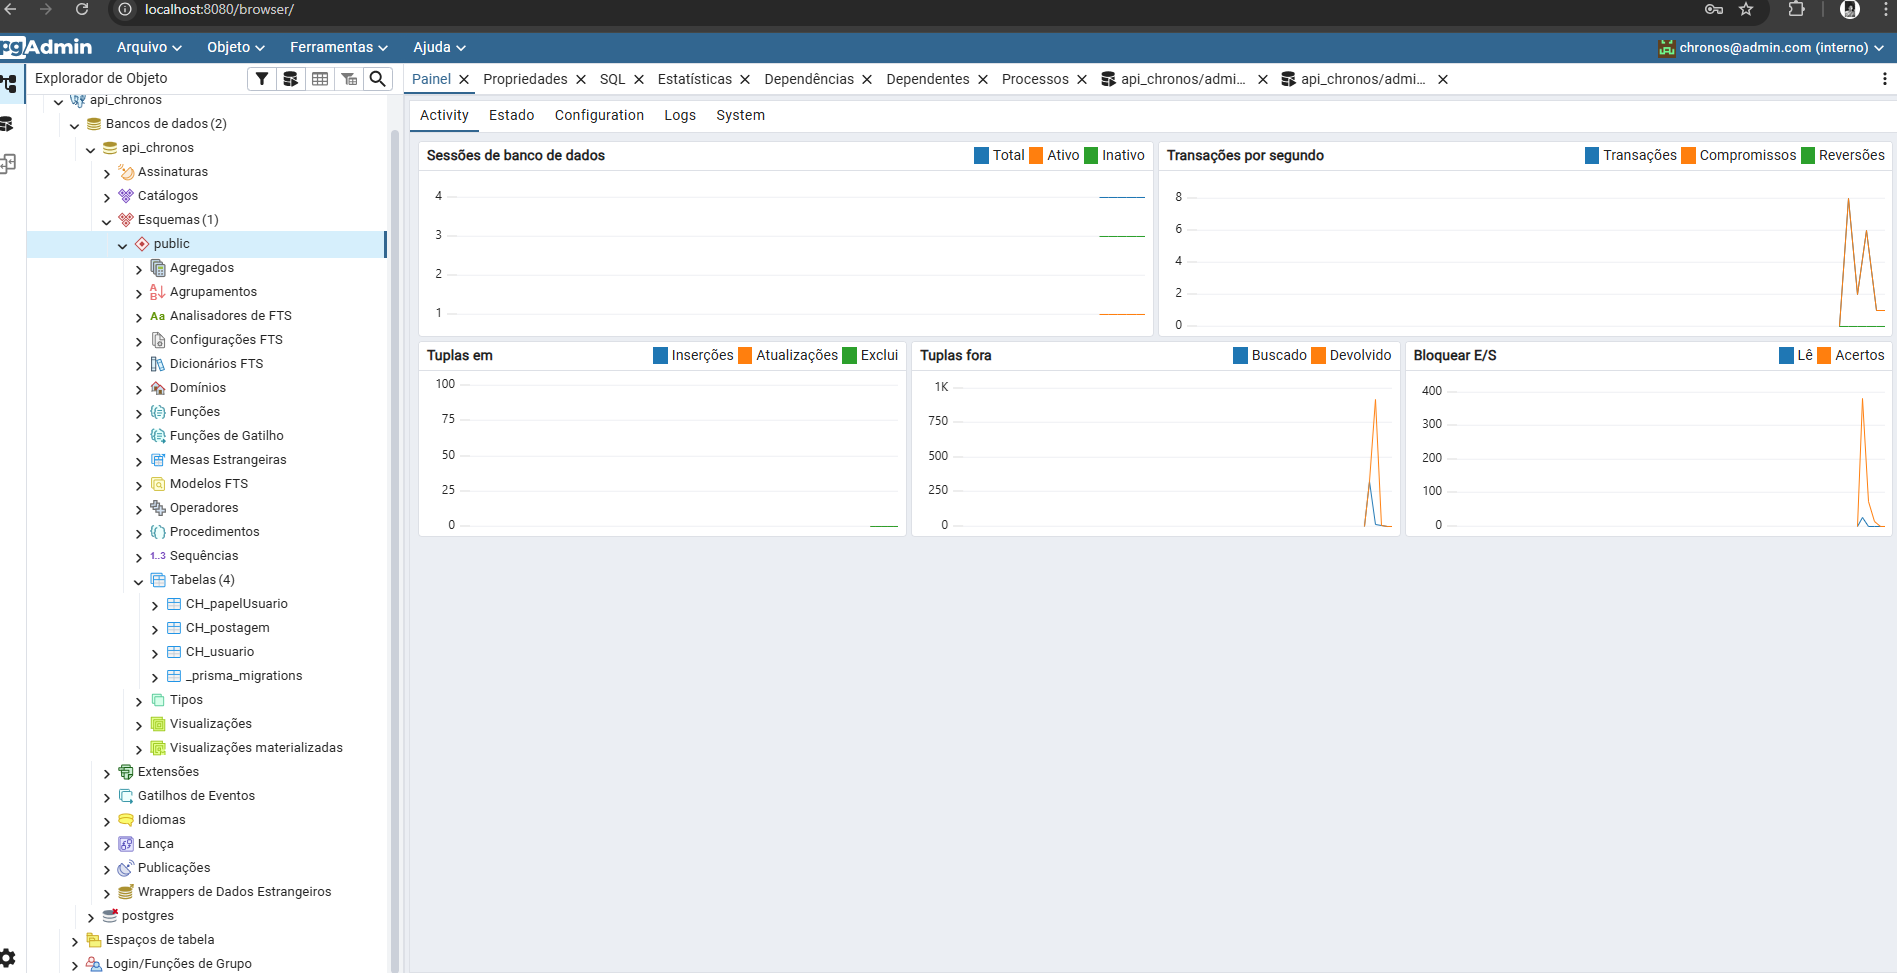 localhost:8080/browser/
pgAdmin Arquivo Objeto Ferramentas Ajuda chronos@admin.com (interno)
Explorador de Objeto
Painel Propriedades SQL Estatísticas Dependências Dependentes Processos api_chronos/admi... api_chronos/admi...
api_chronos
Bancos de dados (2)
api_chronos
Assinaturas
Catálogos
Esquemas (1)
public
Agregados
Agrupamentos
Aa Analisadores de FTS
Configurações FTS
Dicionários FTS
Domínios
Funções
Funções de Gatilho
Mesas Estrangeiras
Modelos FTS
Operadores
Procedimentos
1..3 Sequências
Tabelas (4)
CH_papelUsuario
CH_postagem
CH_usuario
_prisma_migrations
Tipos
Visualizações
Visualizações materializadas
Extensões
Gatilhos de Eventos
Idiomas
Lança
Publicações
Wrappers de Dados Estrangeiros
postgres
Espaços de tabela
Login/Funções de Grupo
Activity Estado Configuration Logs System
Sessões de banco de dados Total Ativo Inativo
4
3
2
1
Transações por segundo Transações Compromissos Reversões
8
6
4
2
0
Tuplas em Inserções Atualizações Exclui
100
75
50
25
0
Tuplas fora Buscado Devolvido
1K
750
500
250
0
Bloquear E/S Lê Acertos
400
300
200
100
0